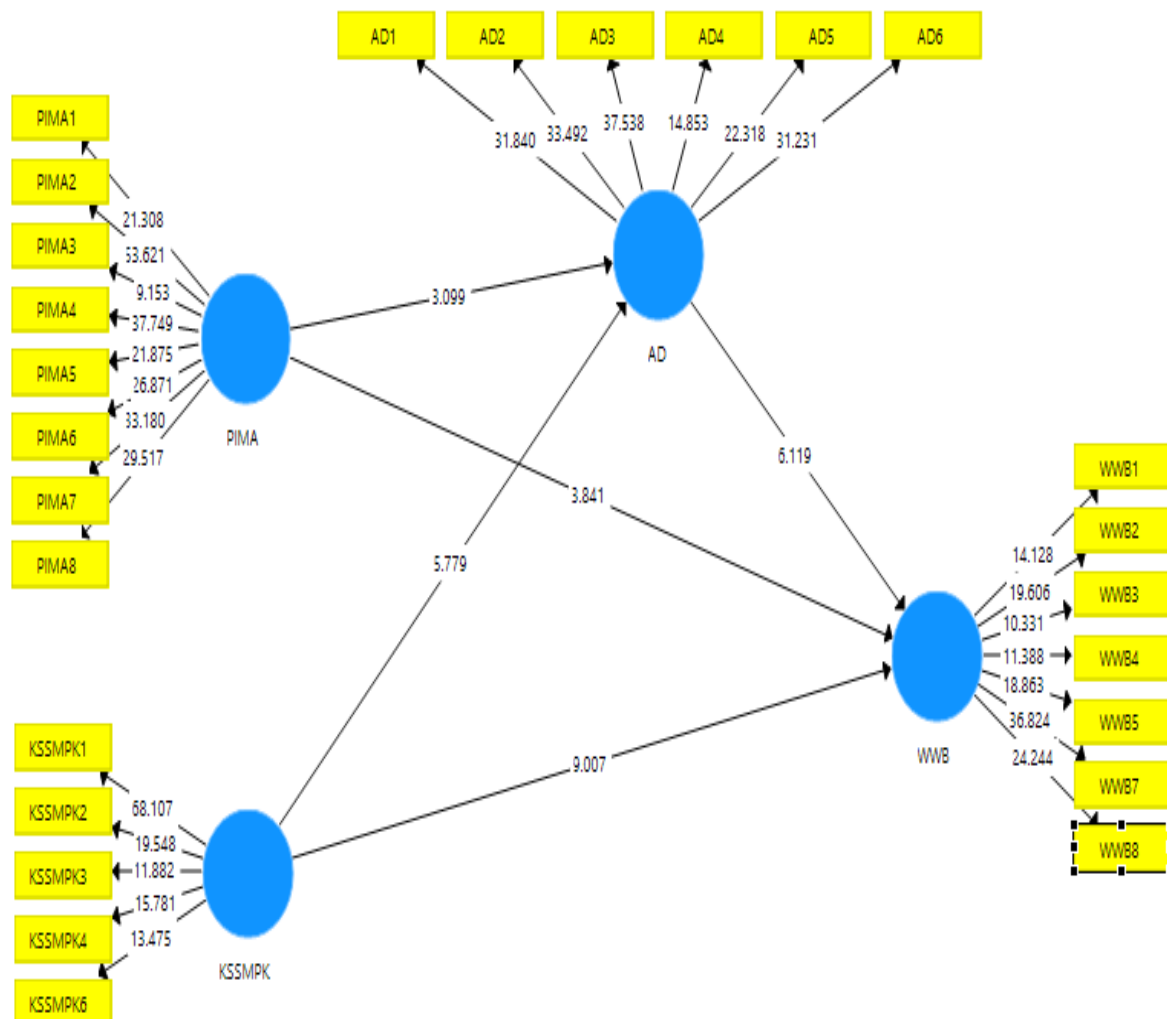 AD1
AD2
AD3
AD4
AD5
AD6
31.840
33.492
37.538
14.853
22.318
31.231
PIMA1
PIMA2
PIMA3
PIMA4
PIMA5
PIMA6
PIMA7
PIMA8
21.308
53.621
9.153
37.749
21.875
26.871
33.180
29.517
PIMA
3.099
AD
3.841
5.779
6.119
9.007
KSSMPK1
KSSMPK2
KSSMPK3
KSSMPK4
KSSMPK6
68.107
19.548
11.882
15.781
13.475
KSSMPK
WWB
14.128
19.606
10.331
11.388
18.863
36.824
24.244
WWB1
WWB2
WWB3
WWB4
WWB5
WWB7
WWB8